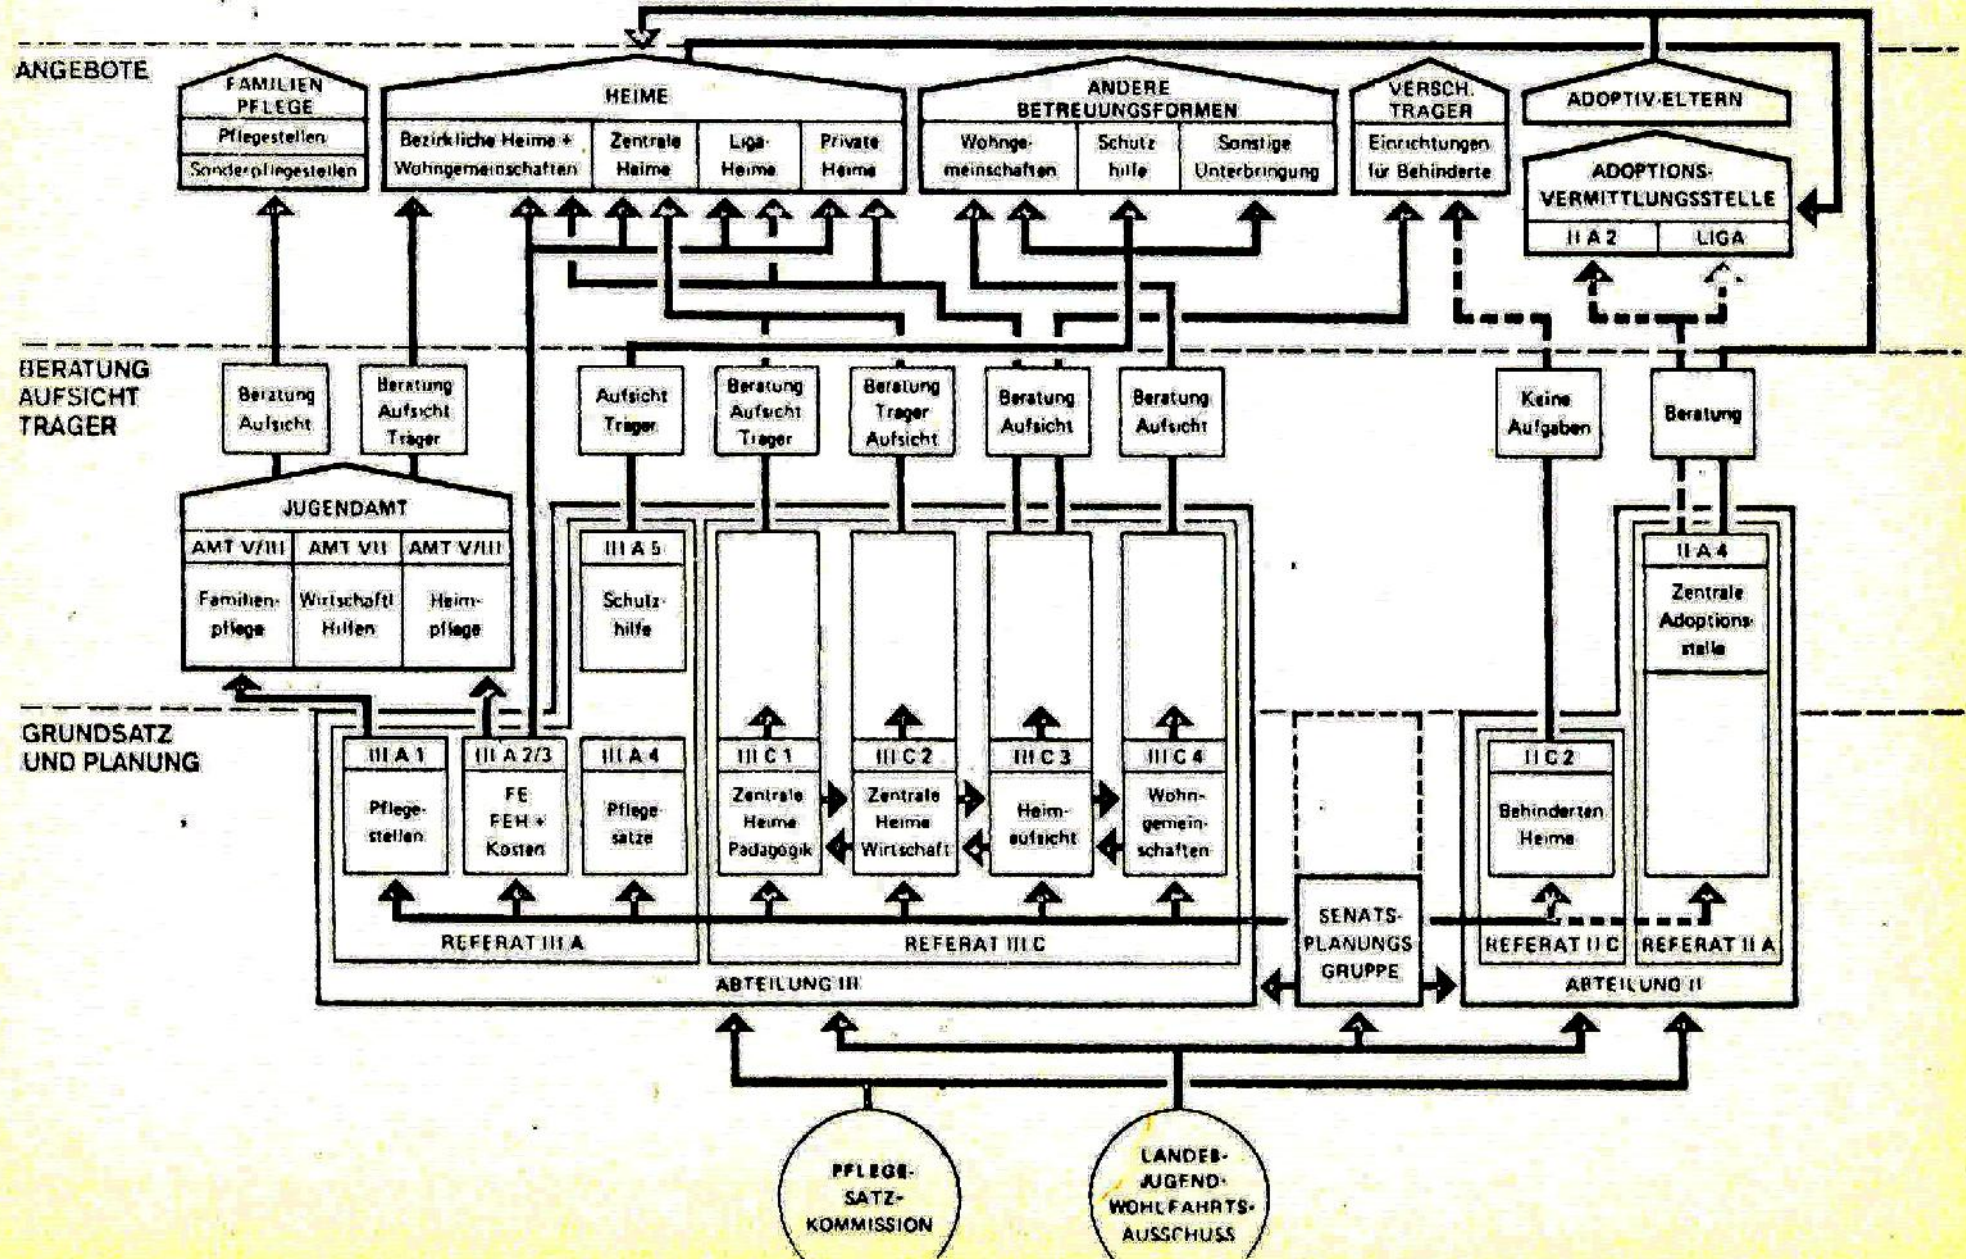 ANGEBOTE
FAMILIEN
PFLEGE
Pflegestellen
Sonderpflegestellen
HEIME
Bezirkliche Heime +
Wohngemeinschaften
Zentrale
Heime
Liga-
Heime
Private
Heime
ANDERE
BETREUUNGSFORMEN
Wohnge-
meinschaften
Schutz
hilfe
Sonstige
Unterbringung
VERSCH.
TRAGER
Einrichtungen
für Behinderte
ADOPTIV-ELTERN
ADOPTIONS-
VERMITTLUNGSSTELLE
II A 2
LIGA
BERATUNG
AUFSICHT
TRAGER
Beratung
Aufsicht
Beratung
Aufsicht
Träger
Aufsicht
Träger
Beratung
Aufsicht
Träger
Beratung
Trager
Aufsicht
Beratung
Aufsicht
Beratung
Aufsicht
Keine
Aufgaben
Beratung
JUGENDAMT
AMT V/III
Familien-
pflege
AMT VII
Wirtschaftl
Hilfen
AMT V/III
Heim-
pflege
III A 5
Schutz-
hilfe
II A 4
Zentrale
Adoptions-
stelle
GRUNDSATZ
UND PLANUNG
III A 1
Pflege-
stellen
III A 2/3
FE
FEH +
Kosten
III A 4
Pflege-
sätze
III C 1
Zentrale
Heime
Pädagogik
III C 2
Zentrale
Heime
Wirtschaft
III C 3
Heim-
aufsicht
III C 4
Wohn-
gemein-
schaften
II C 2
Behinderten
Heime
REFERAT III A
REFERAT III C
ABTEILUNG III
SENATS-
PLANUNGS
GRUPPE
REFERAT II C
REFERAT II A
ABTEILUNG II
PFLEGE-
SATZ-
KOMMISSION
LANDES-
JUGEND-
WOHLFAHRTS-
AUSSCHUSS